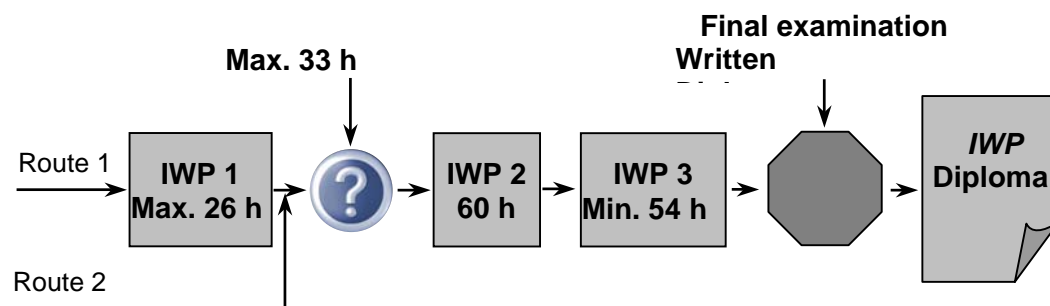 Final examination
Max. 33 h
Written
Route 1
IWP 1
Max. 26 h
?
IWP 2
60 h
IWP 3
Min. 54 h
IWP
Diploma
Route 2